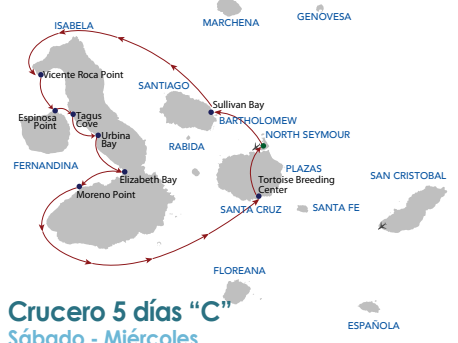 MARCHENA
GENOVESA
ISABELA
Vicente Roca Point
SANTIAGO
Sullivan Bay
Espinosa
Point
Tagus
Cove
BARTHOLOMEW
NORTH SEYMOUR
Urbina
Bay
RABIDA
FERNANDINA
Elizabeth Bay
PLAZAS
Tortoise Breeding
Center
SAN CRISTOBAL
Moreno Point
SANTA CRUZ
SANTA FE
FLOREANA
Crucero 5 días “C”
Sábado - Miércoles
ESPAÑOLA